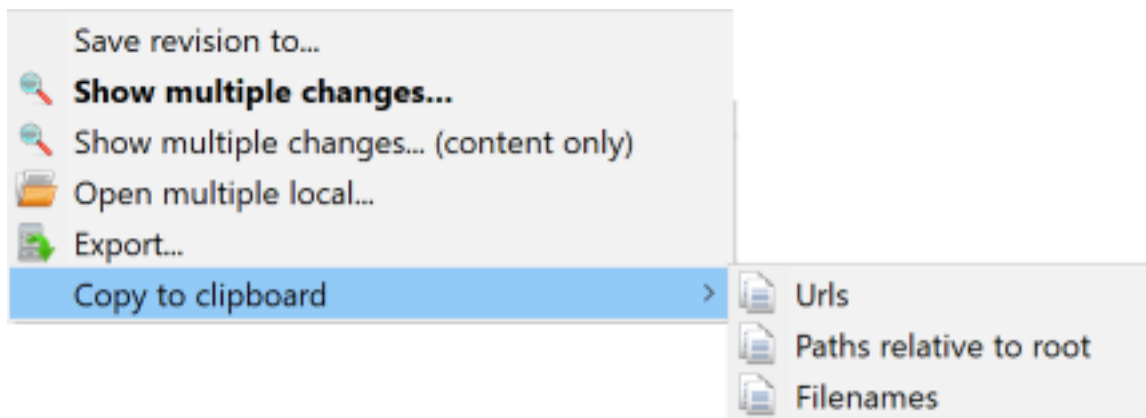 Save revision to...
Show multiple changes...
Show multiple changes... (content only)
Open multiple local...
Export...
Copy to clipboard
Urls
Paths relative to root
Filenames